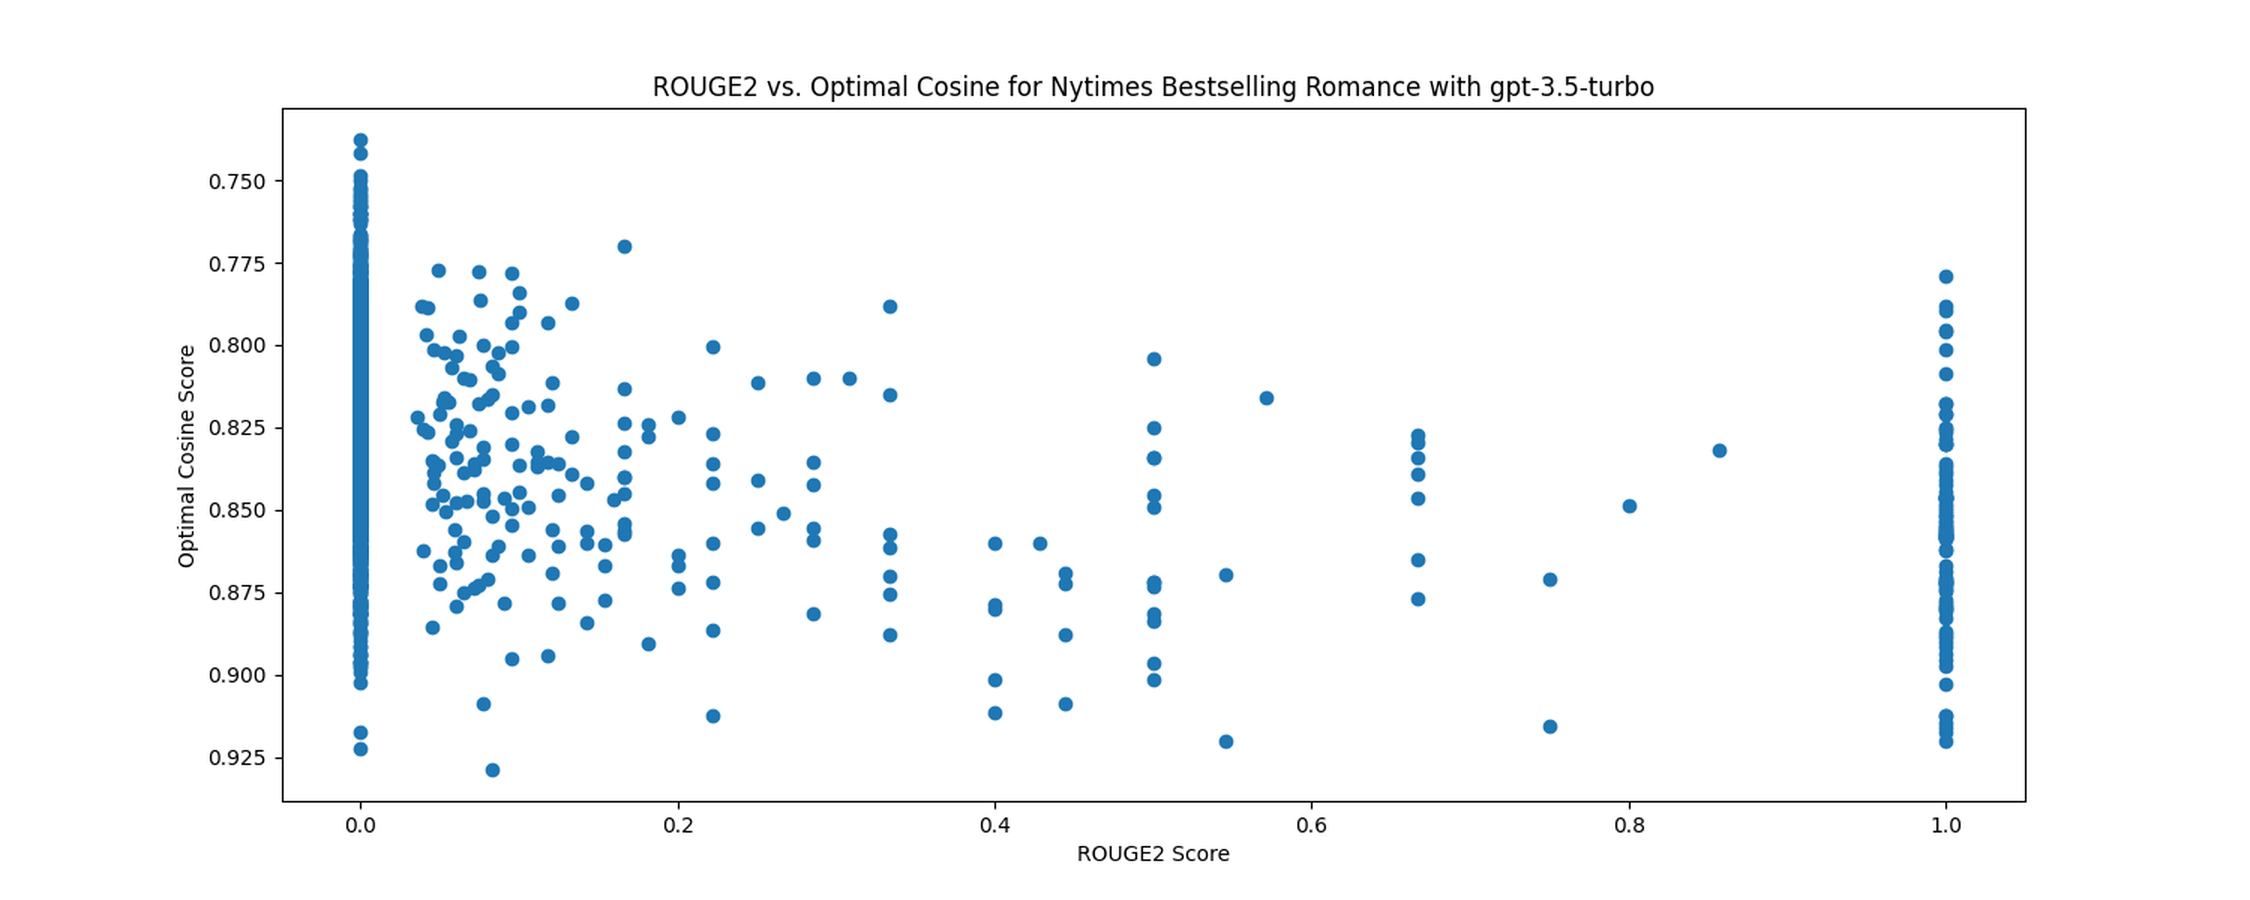 ROUGE2 vs. Optimal Cosine for Nytimes Bestselling Romance with gpt-3.5-turbo
Optimal Cosine Score
0.750
0.775
0.800
0.825
0.850
0.875
0.900
0.925
0.0 0.2 0.4 0.6 0.8 1.0
ROUGE2 Score